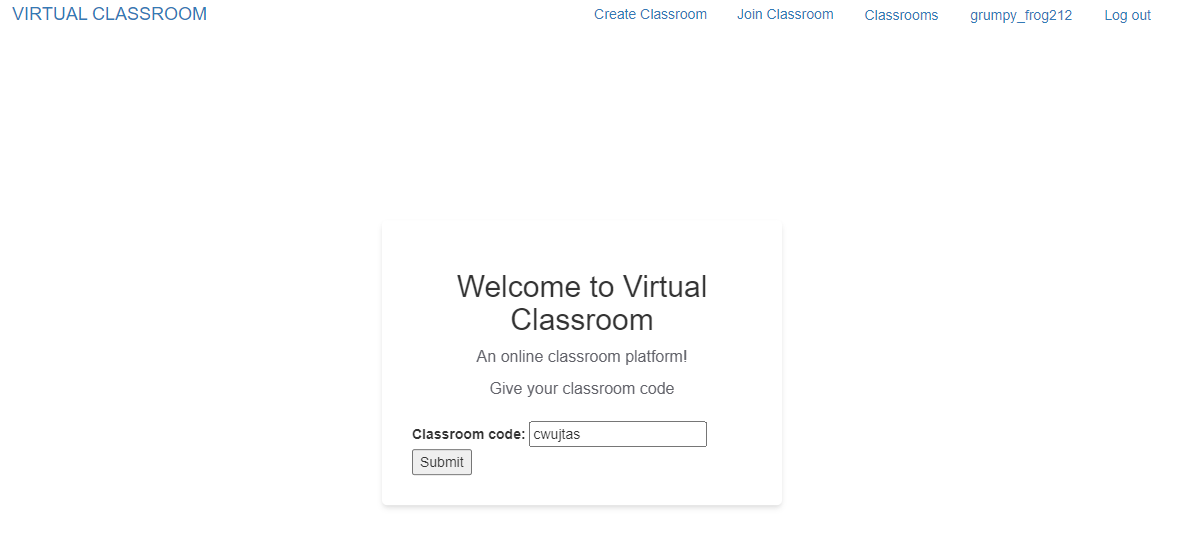 VIRTUAL CLASSROOM Create Classroom Join Classroom Classrooms grumpy_frog212 Log out
Welcome to Virtual
Classroom
An online classroom platform!
Give your classroom code
Classroom code: cwujtas
Submit